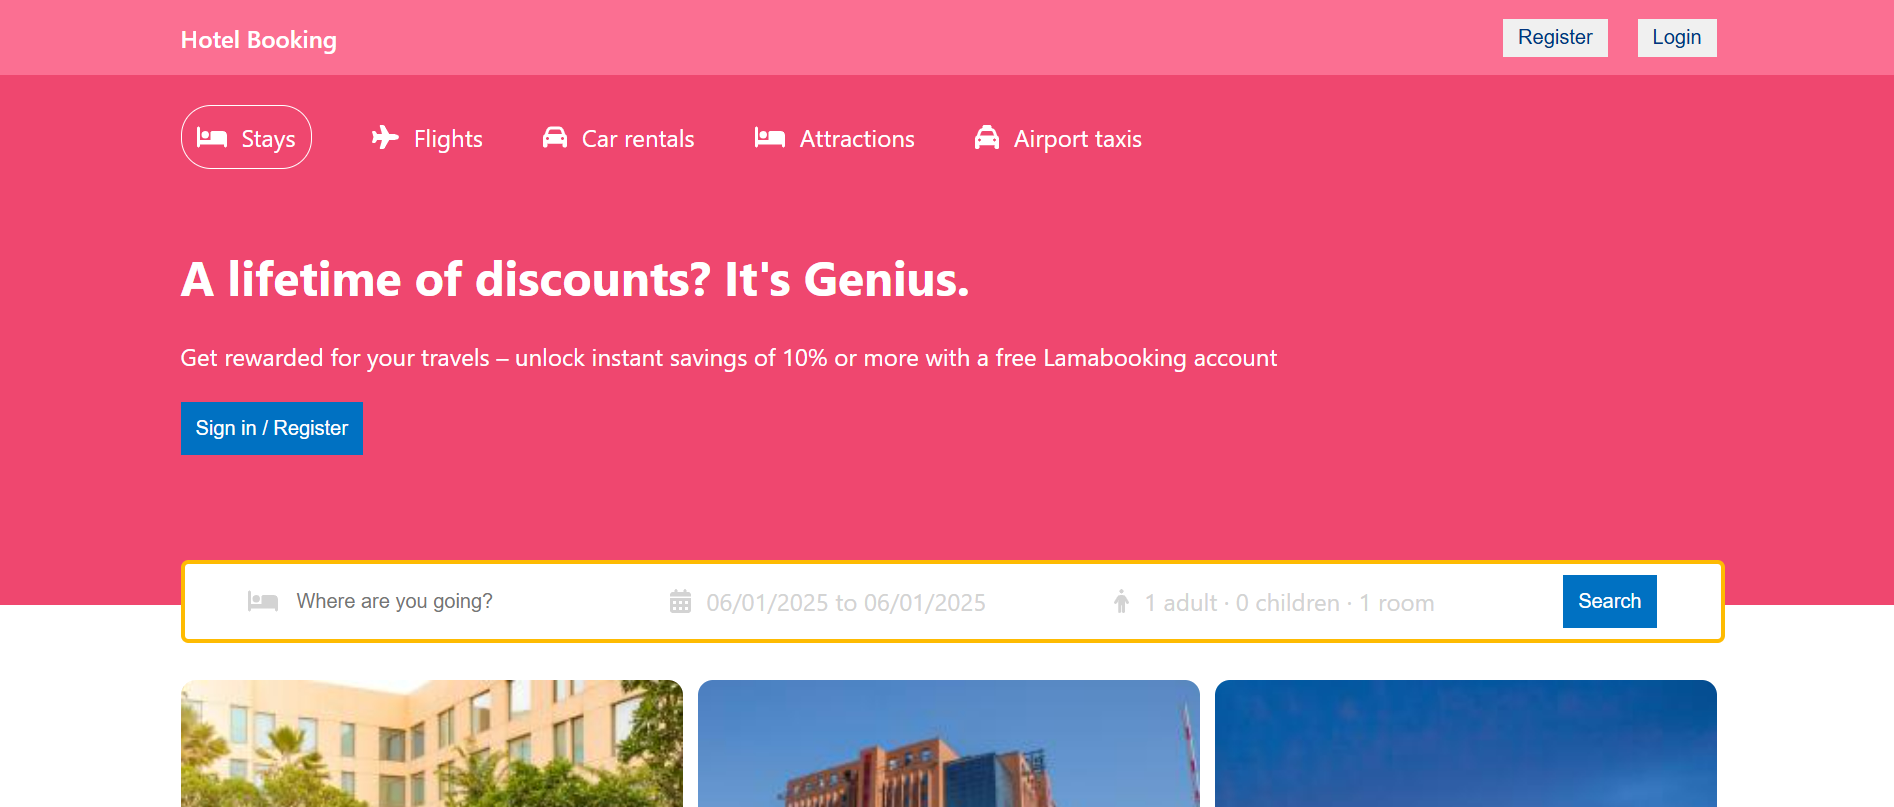 Hotel Booking
Register
Login
Stays
Flights
Car rentals
Attractions
Airport taxis
A lifetime of discounts? It's Genius.
Get rewarded for your travels – unlock instant savings of 10% or more with a free Lamabooking account
Sign in / Register
Where are you going?
06/01/2025 to 06/01/2025
1 adult · 0 children · 1 room
Search